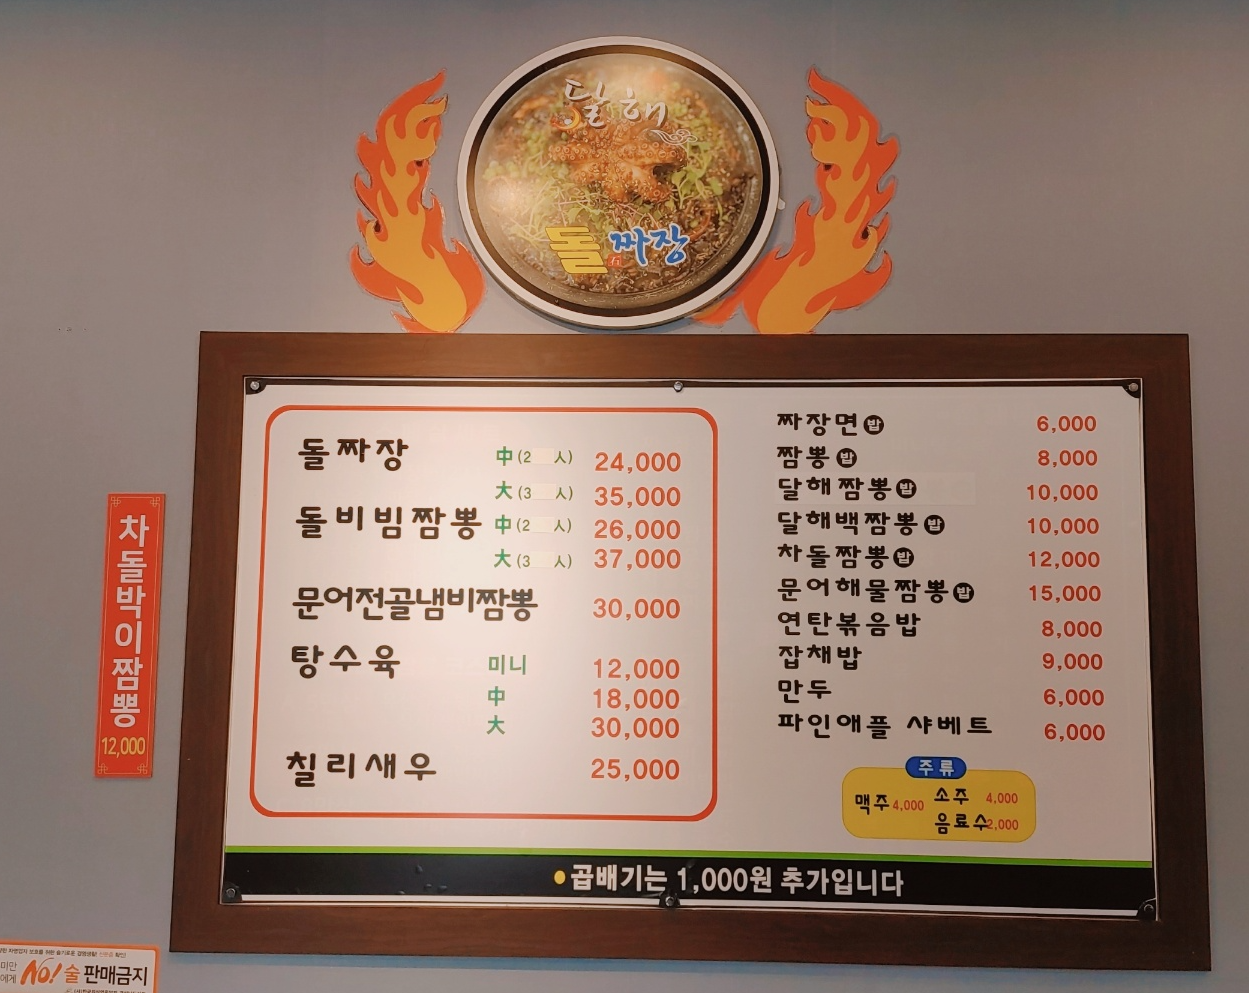 달해
돌짜장
돌짜장 中(2 人) 24,000
大(3 人) 35,000
돌비빔짬뽕 中(2 人) 26,000
大(3 人) 37,000
문어전골냄비짬뽕 30,000
탕수육 미니 12,000
中 18,000
大 30,000
칠리새우 25,000
짜장면 밥 6,000
짬뽕 밥 8,000
달해짬뽕 밥 10,000
달해백짬뽕 밥 10,000
차돌짬뽕 밥 12,000
문어해물짬뽕 밥 15,000
연탄볶음밥 8,000
잡채밥 9,000
만두 6,000
파인애플 샤베트 6,000
주류
맥주 4,000 소주 4,000
음료수 2,000
곱배기는 1,000원 추가입니다
차돌박이짬뽕
12,000
미만
에게
NO! 술 판매금지